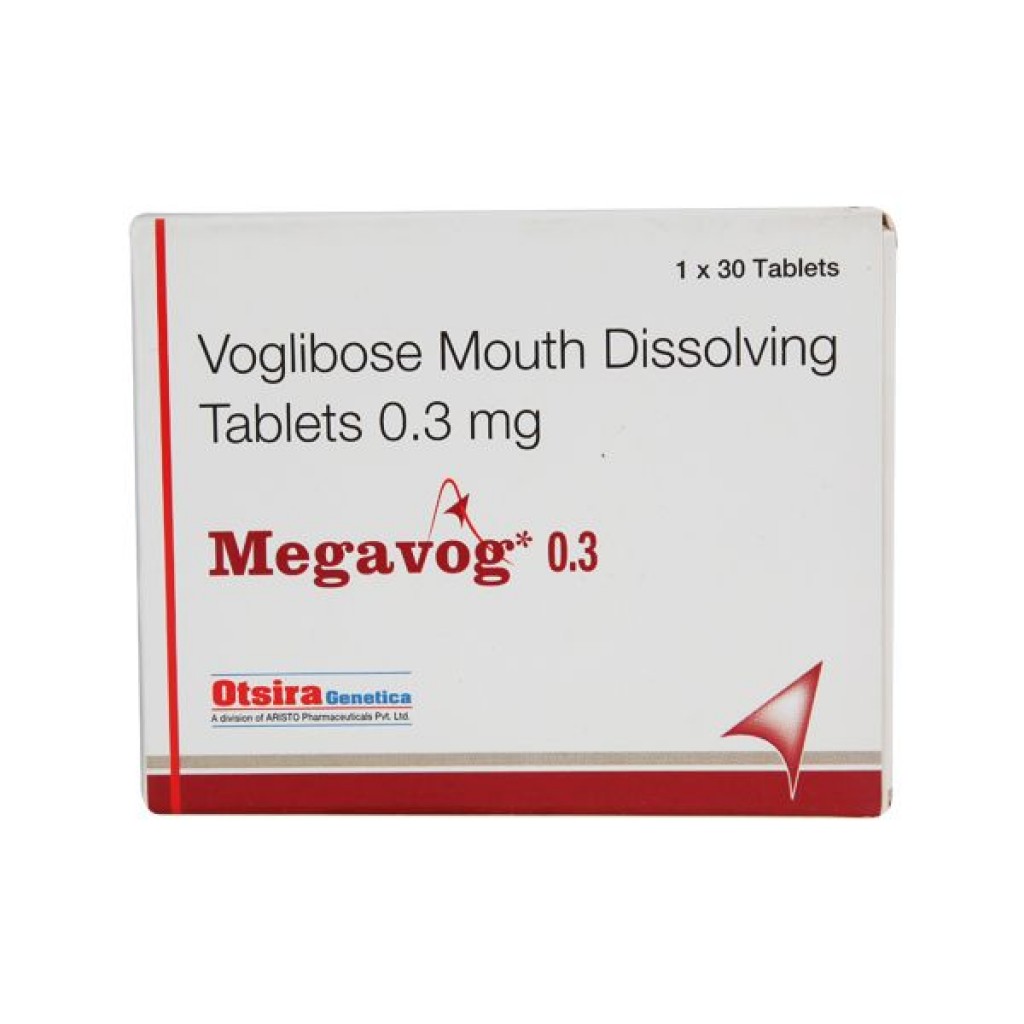 1 x 30 Tablets
Voglibose Mouth Dissolving
Tablets 0.3 mg
Megavog* 0.3
Otsira Genetica
A division of ARISTO Pharmaceuticals Pvt. Ltd.